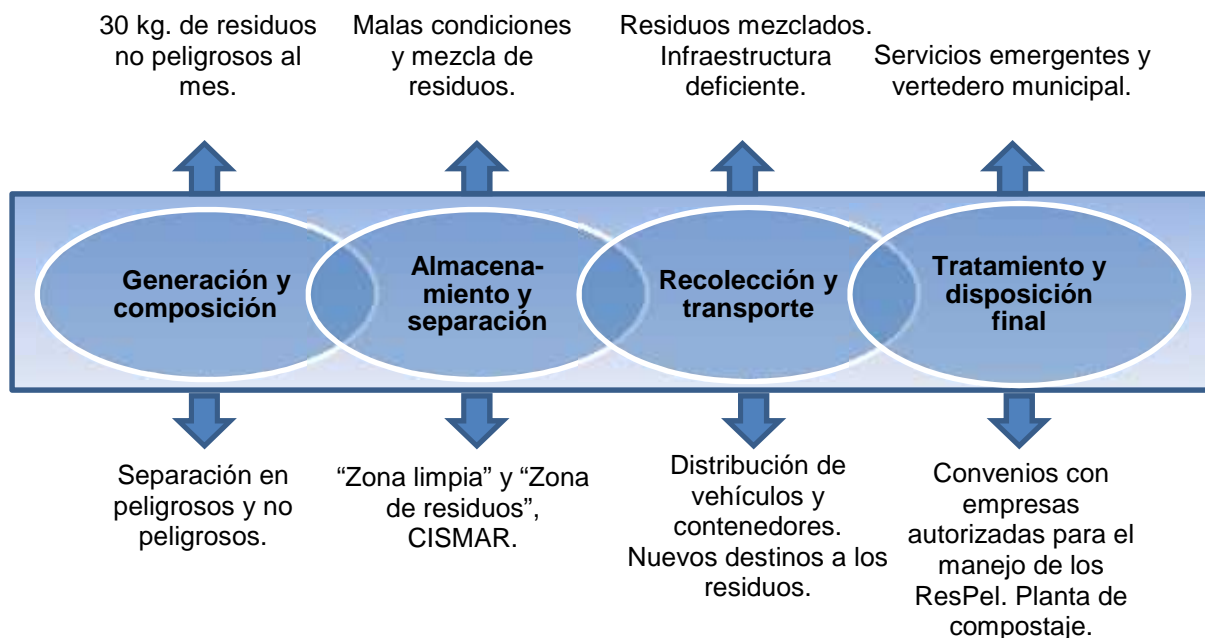 30 kg. de residuos
no peligrosos al
mes.
Malas condiciones
y mezcla de
residuos.
Residuos mezclados.
Infraestructura
deficiente.
Servicios emergentes y
vertedero municipal.
Generación y
composición
Almacena-
miento y
separación
Recolección y
transporte
Tratamiento y
disposición
final
Separación en
peligrosos y no
peligrosos.
“Zona limpia” y “Zona
de residuos”,
CISMAR.
Distribución de
vehículos y
contenedores.
Nuevos destinos a los
residuos.
Convenios con
empresas
autorizadas para el
manejo de los
ResPel. Planta de
compostaje.